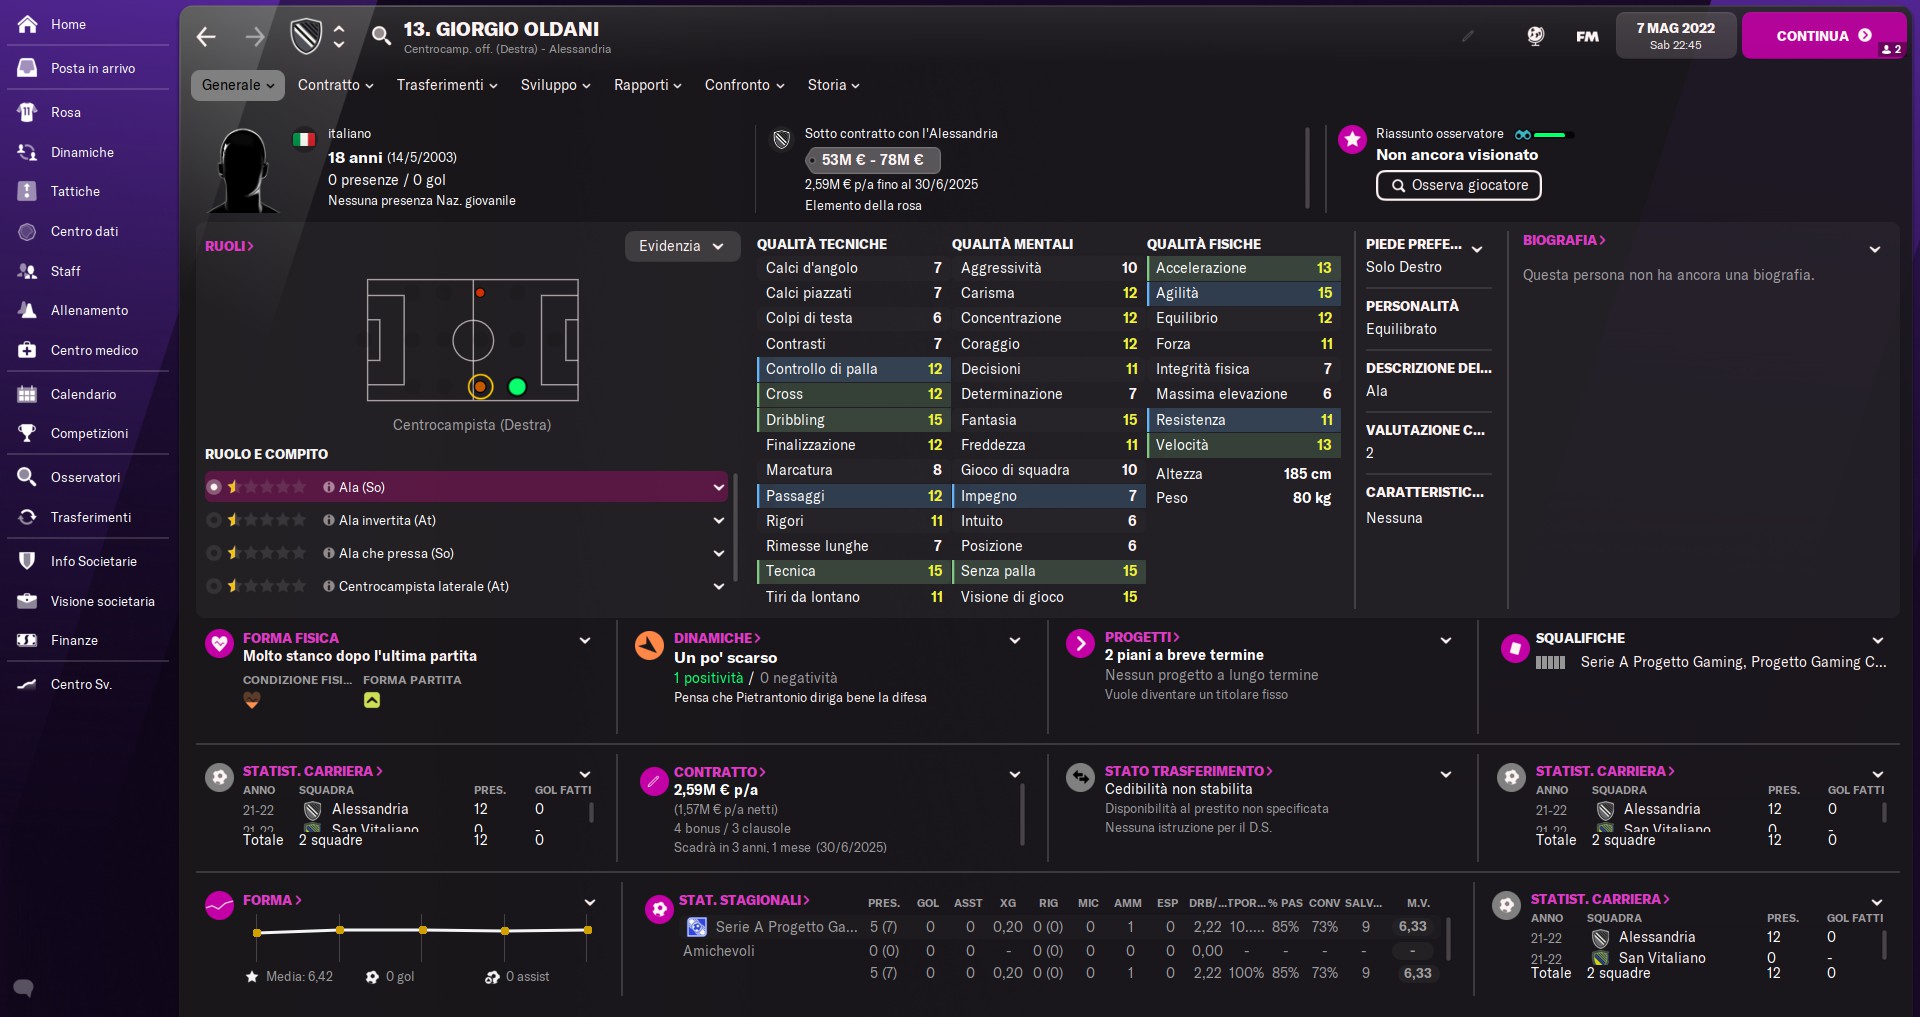 Home
Posta in arrivo
Rosa
Dinamiche
Tattiche
Centro dati
Staff
Allenamento
Centro medico
Calendario
Competizioni
Osservatori
Trasferimenti
Info Societarie
Visione societaria
Finanze
Centro Sv.
13. GIORGIO OLDANI
Centrocamp. off. (Destra) - Alessandria
FM
7 MAG 2022
Sab 22:45
CONTINUA
2
Generale
Contratto
Trasferimenti
Sviluppo
Rapporti
Confronto
Storia
italiano
18 anni (14/5/2003)
0 presenze / 0 gol
Nessuna presenza Naz. giovanile
Sotto contratto con l'Alessandria
53M € - 78M €
2,59M € p/a fino al 30/6/2025
Elemento della rosa
Riassunto osservatore
Non ancora visionato
Osserva giocatore
RUOLI
Evidenzia
Centrocampista (Destra)
RUOLO E COMPITO
Ala (So)
Ala invertita (At)
Ala che pressa (So)
Centrocampista laterale (At)
QUALITÀ TECNICHE
Calci d'angolo 7
Calci piazzati 7
Colpi di testa 6
Contrasti 7
Controllo di palla 12
Cross 12
Dribbling 15
Finalizzazione 12
Marcatura 8
Passaggi 12
Rigori 11
Rimesse lunghe 7
Tecnica 15
Tiri da lontano 11
QUALITÀ MENTALI
Aggressività 10
Carisma 12
Concentrazione 12
Coraggio 12
Decisioni 11
Determinazione 7
Fantasia 15
Freddezza 11
Gioco di squadra 10
Impegno 7
Intuito 6
Posizione 6
Senza palla 15
Visione di gioco 15
QUALITÀ FISICHE
Accelerazione 13
Agilità 15
Equilibrio 12
Forza 11
Integrità fisica 7
Massima elevazione 6
Resistenza 11
Velocità 13
Altezza 185 cm
Peso 80 kg
PIEDE PREFE...
Solo Destro
PERSONALITÀ
Equilibrato
DESCRIZIONE DEI...
Ala
VALUTAZIONE C...
2
CARATTERISTIC...
Nessuna
BIOGRAFIA
Questa persona non ha ancora una biografia.
FORMA FISICA
Molto stanco dopo l'ultima partita
CONDIZIONE FISI... FORMA PARTITA
DINAMICHE
Un po' scarso
1 positività / 0 negatività
Pensa che Pietrantonio diriga bene la difesa
PROGETTI
2 piani a breve termine
Nessun progetto a lungo termine
Vuole diventare un titolare fisso
SQUALIFICHE
Serie A Progetto Gaming, Progetto Gaming C...
STATIST. CARRIERA
ANNO SQUADRA PRES. GOL FATTI
21-22 Alessandria 12 0
21-22 San Vitaliano 0 -
Totale 2 squadre 12 0
CONTRATTO
2,59M € p/a
(1,57M € p/a netti)
4 bonus / 3 clausole
Scadrà in 3 anni, 1 mese (30/6/2025)
STATO TRASFERIMENTO
Cedibilità non stabilita
Disponibilità al prestito non specificata
Nessuna istruzione per il D.S.
STATIST. CARRIERA
ANNO SQUADRA PRES. GOL FATTI
21-22 Alessandria 12 0
21-22 San Vitaliano 0 -
Totale 2 squadre 12 0
FORMA
Media: 6,42 0 gol 0 assist
STAT. STAGIONALI PRES. GOL ASST XG RIG MIC AMM ESP DRB/... TPOR... % PAS CONV SALV... M.V.
Serie A Progetto Ga... 5 (7) 0 0 0,20 0 (0) 0 1 0 2,22 10.... 85% 73% 9 6,33
Amichevoli 0 (0) 0 0 - 0 (0) 0 0 0 0,00 - - - - -
5 (7) 0 0 0,20 0 (0) 0 1 0 2,22 100% 85% 73% 9 6,33
STATIST. CARRIERA
ANNO SQUADRA PRES. GOL FATTI
21-22 Alessandria 12 0
21-22 San Vitaliano 0 -
Totale 2 squadre 12 0